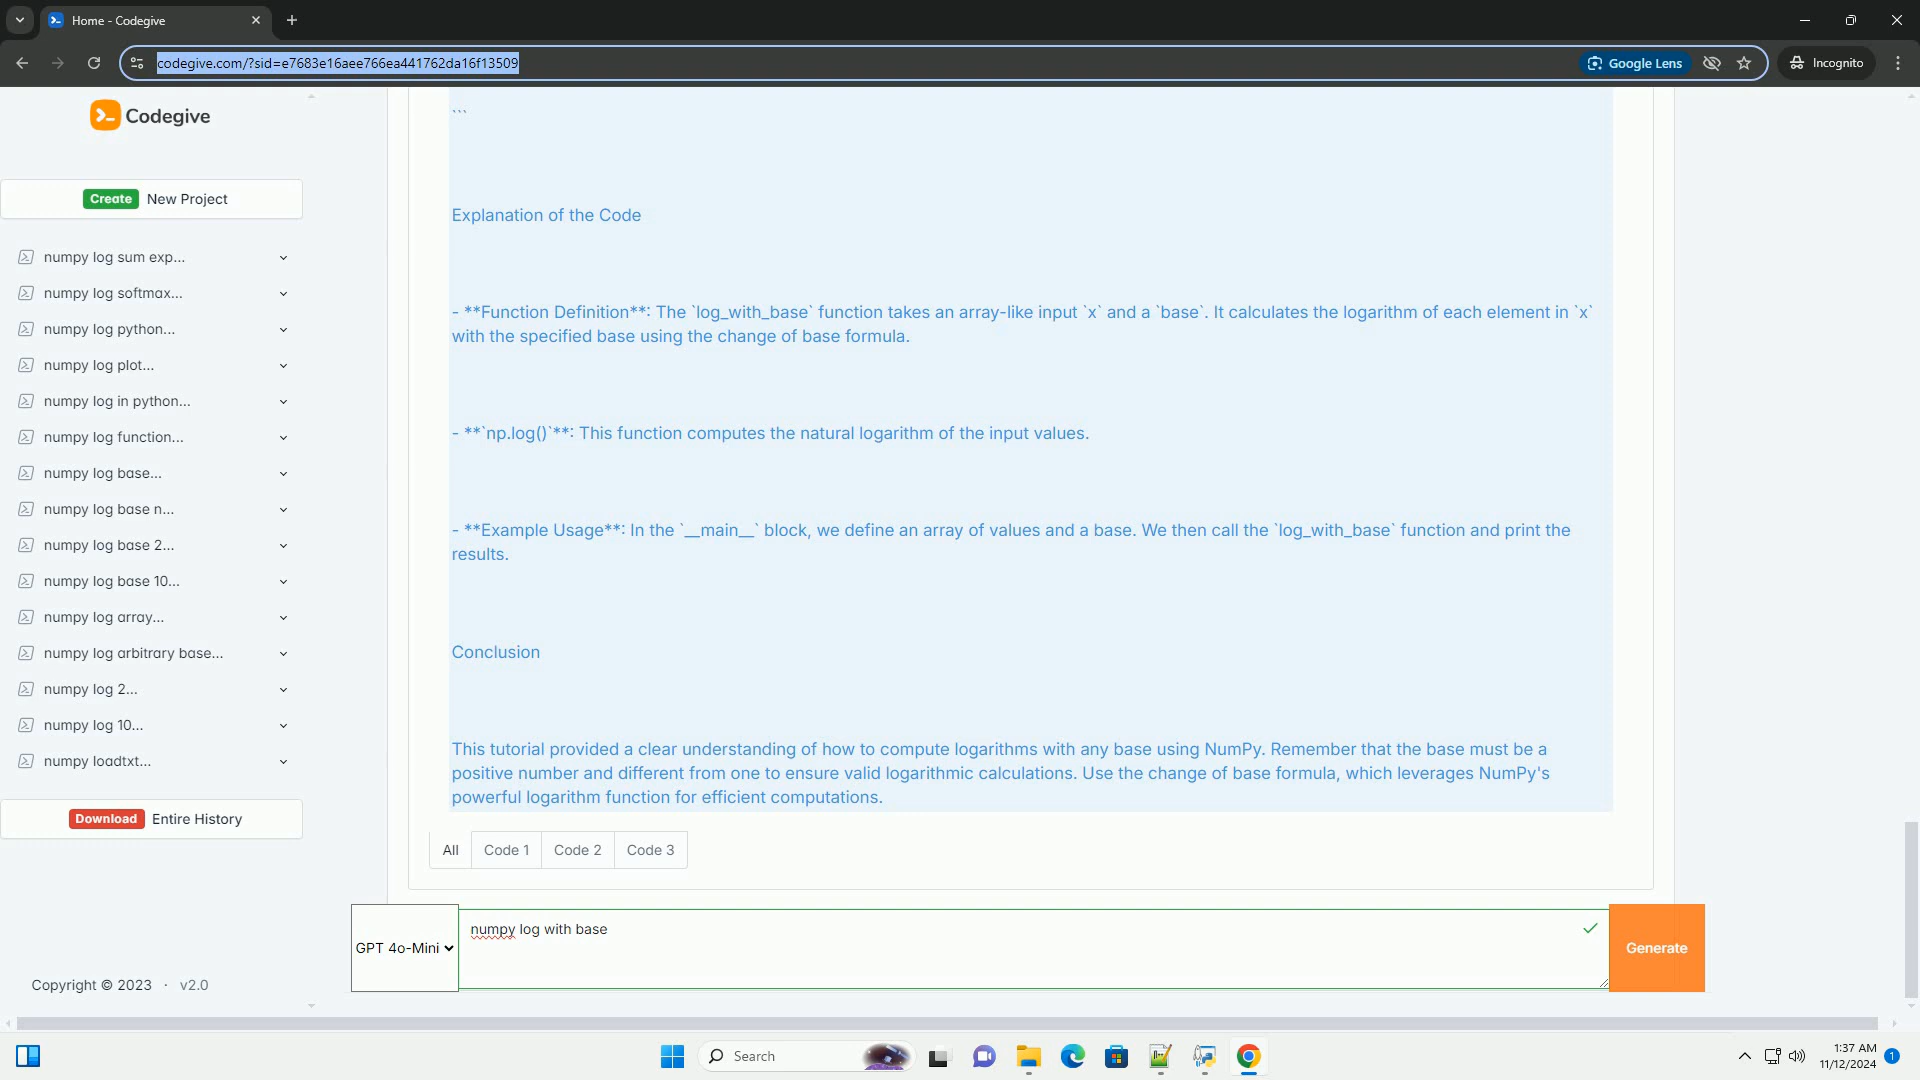 Home - Codegive
codegive.com/?sid=e7683e16aee766ea441762da16f13509
Google Lens
Incognito
Codegive
Create New Project
numpy log sum exp...
numpy log softmax...
numpy log python...
numpy log plot...
numpy log in python...
numpy log function...
numpy log base...
numpy log base n...
numpy log base 2...
numpy log base 10...
numpy log array...
numpy log arbitrary base...
numpy log 2...
numpy log 10...
numpy loadtxt...
Download Entire History
Copyright © 2023 · v2.0
```
Explanation of the Code
- **Function Definition**: The `log_with_base` function takes an array-like input `x` and a `base`. It calculates the logarithm of each element in `x`
with the specified base using the change of base formula.
- **`np.log()`**: This function computes the natural logarithm of the input values.
- **Example Usage**: In the `__main__` block, we define an array of values and a base. We then call the `log_with_base` function and print the
results.
Conclusion
This tutorial provided a clear understanding of how to compute logarithms with any base using NumPy. Remember that the base must be a
positive number and different from one to ensure valid logarithmic calculations. Use the change of base formula, which leverages NumPy's
powerful logarithm function for efficient computations.
All Code 1 Code 2 Code 3
GPT 4o-Mini
numpy log with base
Generate
Search
1:37 AM
11/12/2024
1